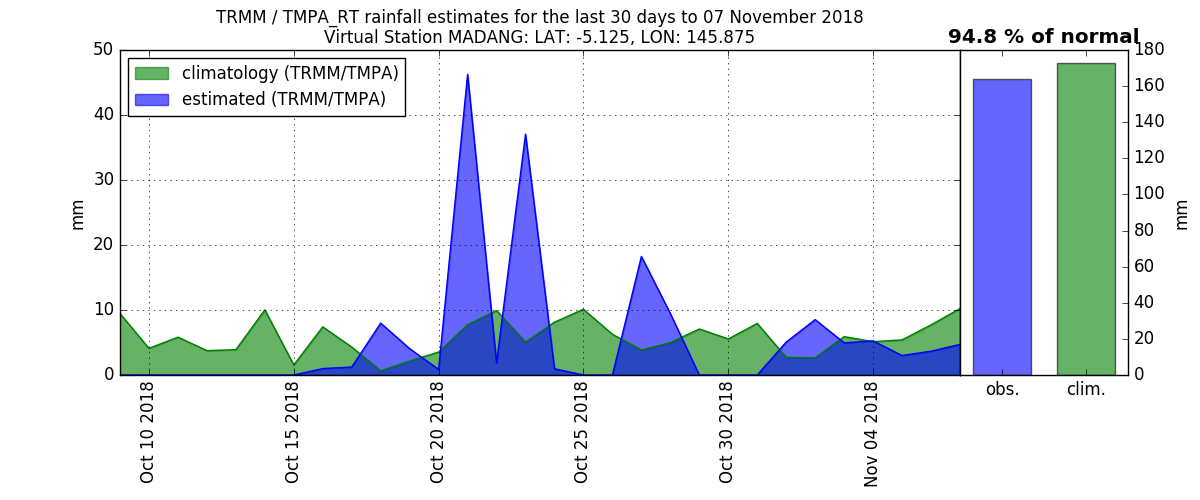 TRMM / TMPA_RT rainfall estimates for the last 30 days to 07 November 2018
Virtual Station MADANG: LAT: -5.125, LON: 145.875
94.8 % of normal
climatology (TRMM/TMPA)
estimated (TRMM/TMPA)
50
40
30
20
10
0
mm
Oct 10 2018
Oct 15 2018
Oct 20 2018
Oct 25 2018
Oct 30 2018
Nov 04 2018
obs.
clim.
180
160
140
120
100
80
60
40
20
0
mm